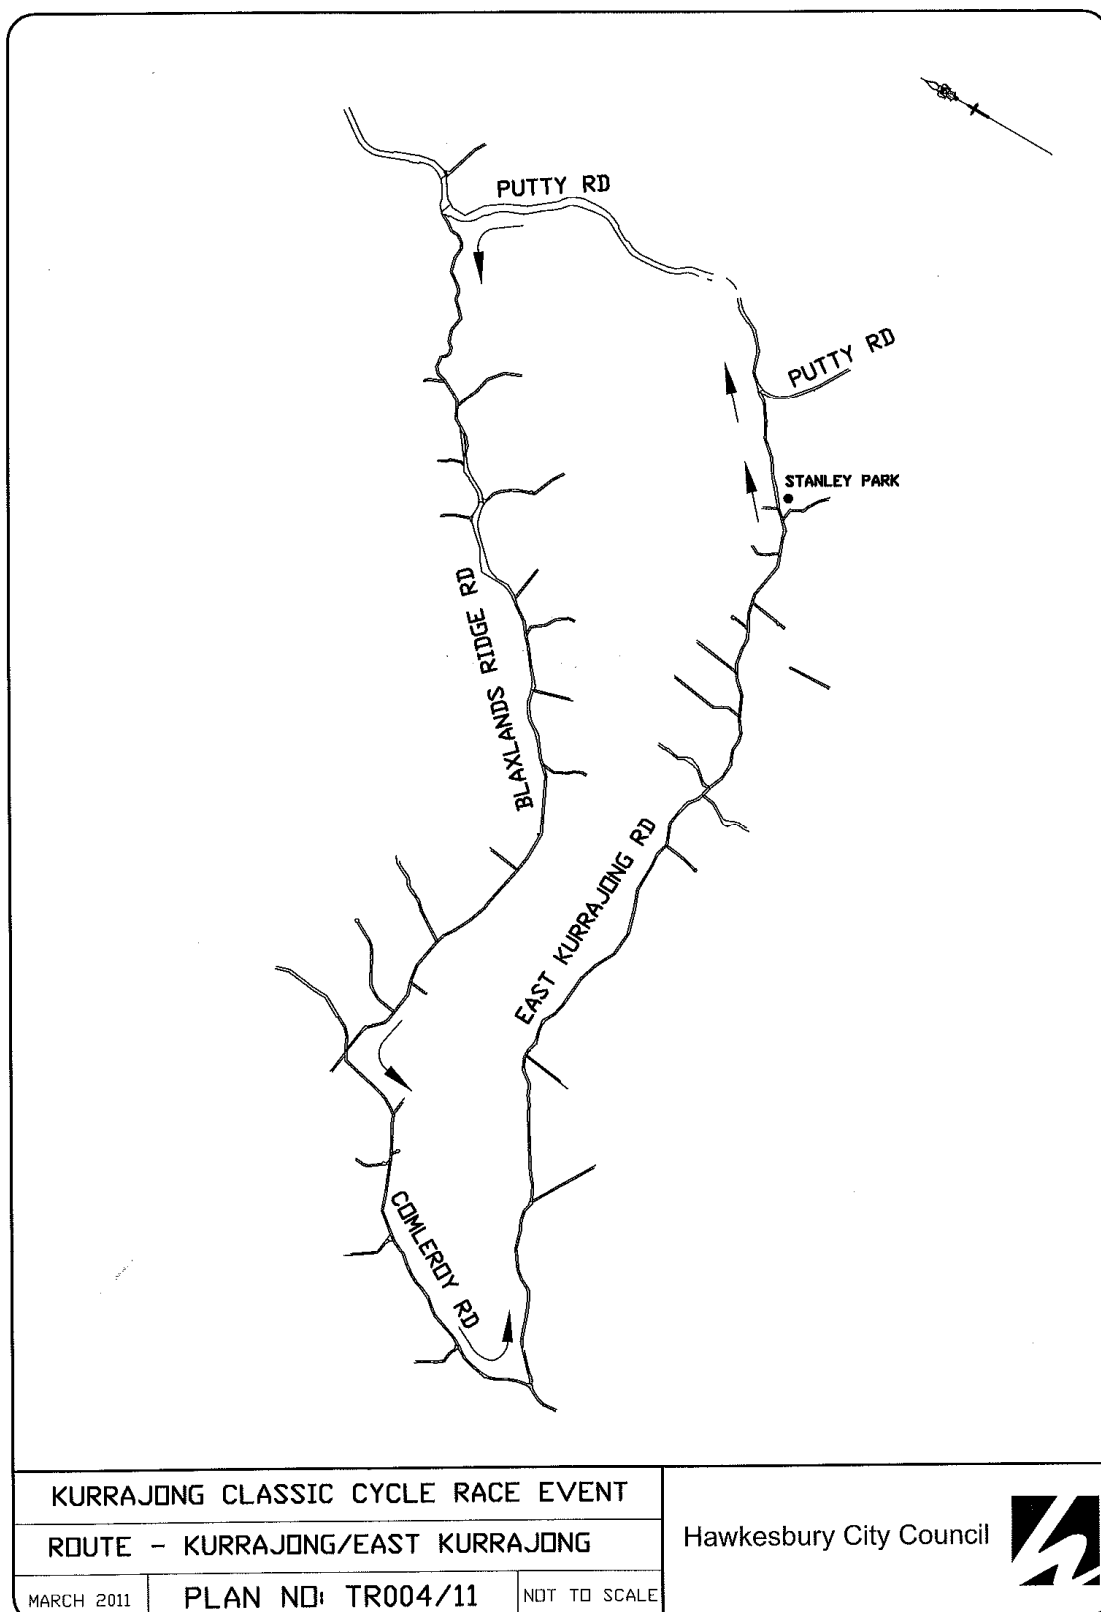 PUTTY RD
PUTTY RD
STANLEY PARK
BLAXLANDS RIDGE RD
EAST KURRAJONG RD
COMLEROY RD
KURRAJONG CLASSIC CYCLE RACE EVENT
ROUTE - KURRAJONG/EAST KURRAJONG
MARCH 2011
PLAN NO: TR004/11
NOT TO SCALE
Hawkesbury City Council